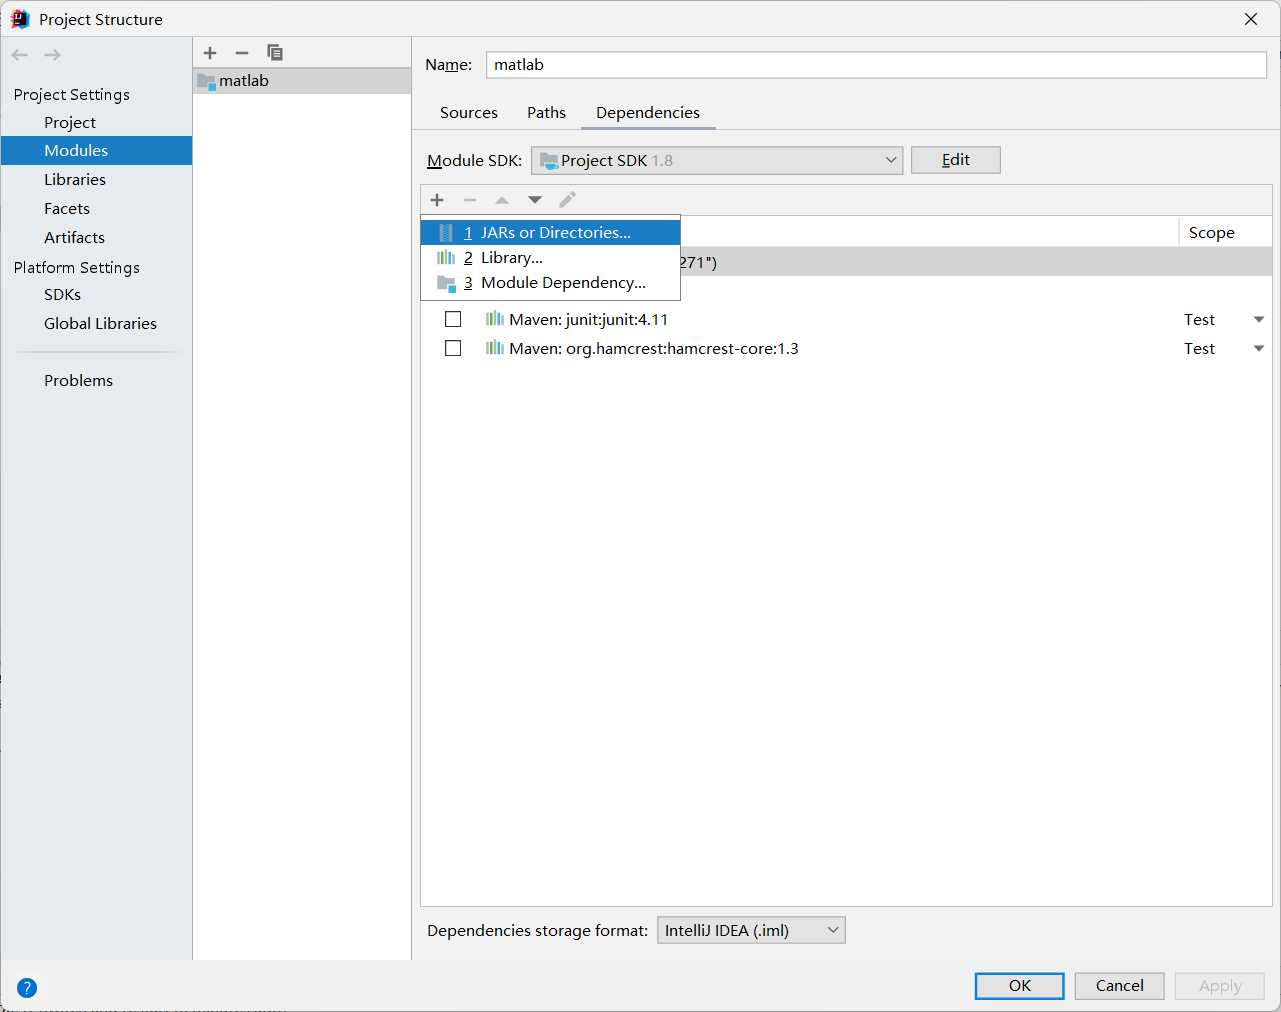 Project Structure
Project Settings
Project
Modules
Libraries
Facets
Artifacts
Platform Settings
SDKs
Global Libraries
Problems
matlab
Name: matlab
Sources Paths Dependencies
Module SDK: Project SDK 1.8 Edit
1 JARs or Directories...
2 Library...
3 Module Dependency...
Scope
271")
Maven: junit:junit:4.11 Test
Maven: org.hamcrest:hamcrest-core:1.3 Test
Dependencies storage format: IntelliJ IDEA (.iml)
? OK Cancel Apply